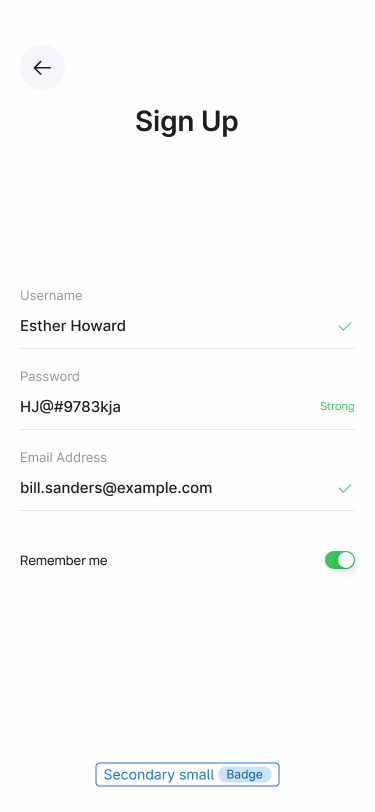 Sign Up
Username
Esther Howard
Password
HJ@#9783kja
Strong
Email Address
bill.sanders@example.com
Remember me
Secondary small Badge